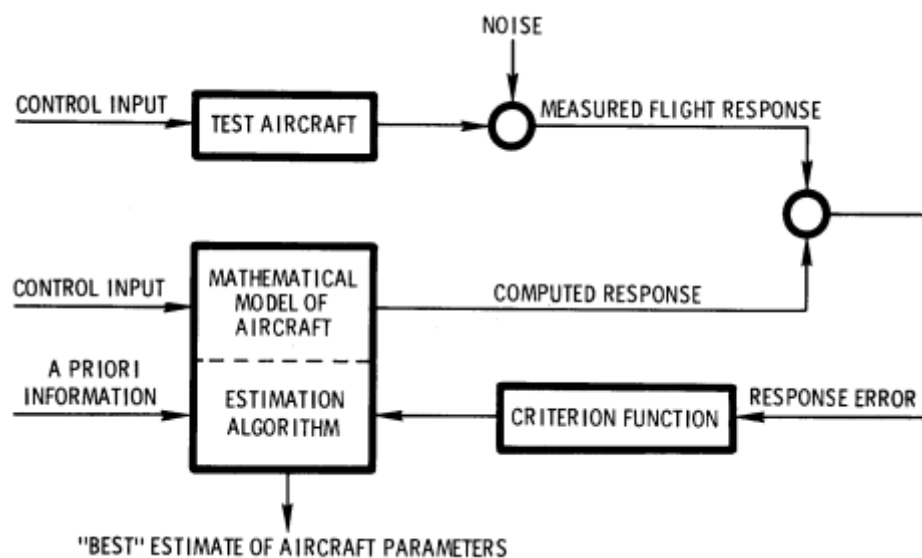 NOISE
CONTROL INPUT
TEST AIRCRAFT
MEASURED FLIGHT RESPONSE
CONTROL INPUT
MATHEMATICAL
MODEL OF
AIRCRAFT
COMPUTED RESPONSE
A PRIORI
INFORMATION
ESTIMATION
ALGORITHM
CRITERION FUNCTION
RESPONSE ERROR
"BEST" ESTIMATE OF AIRCRAFT PARAMETERS